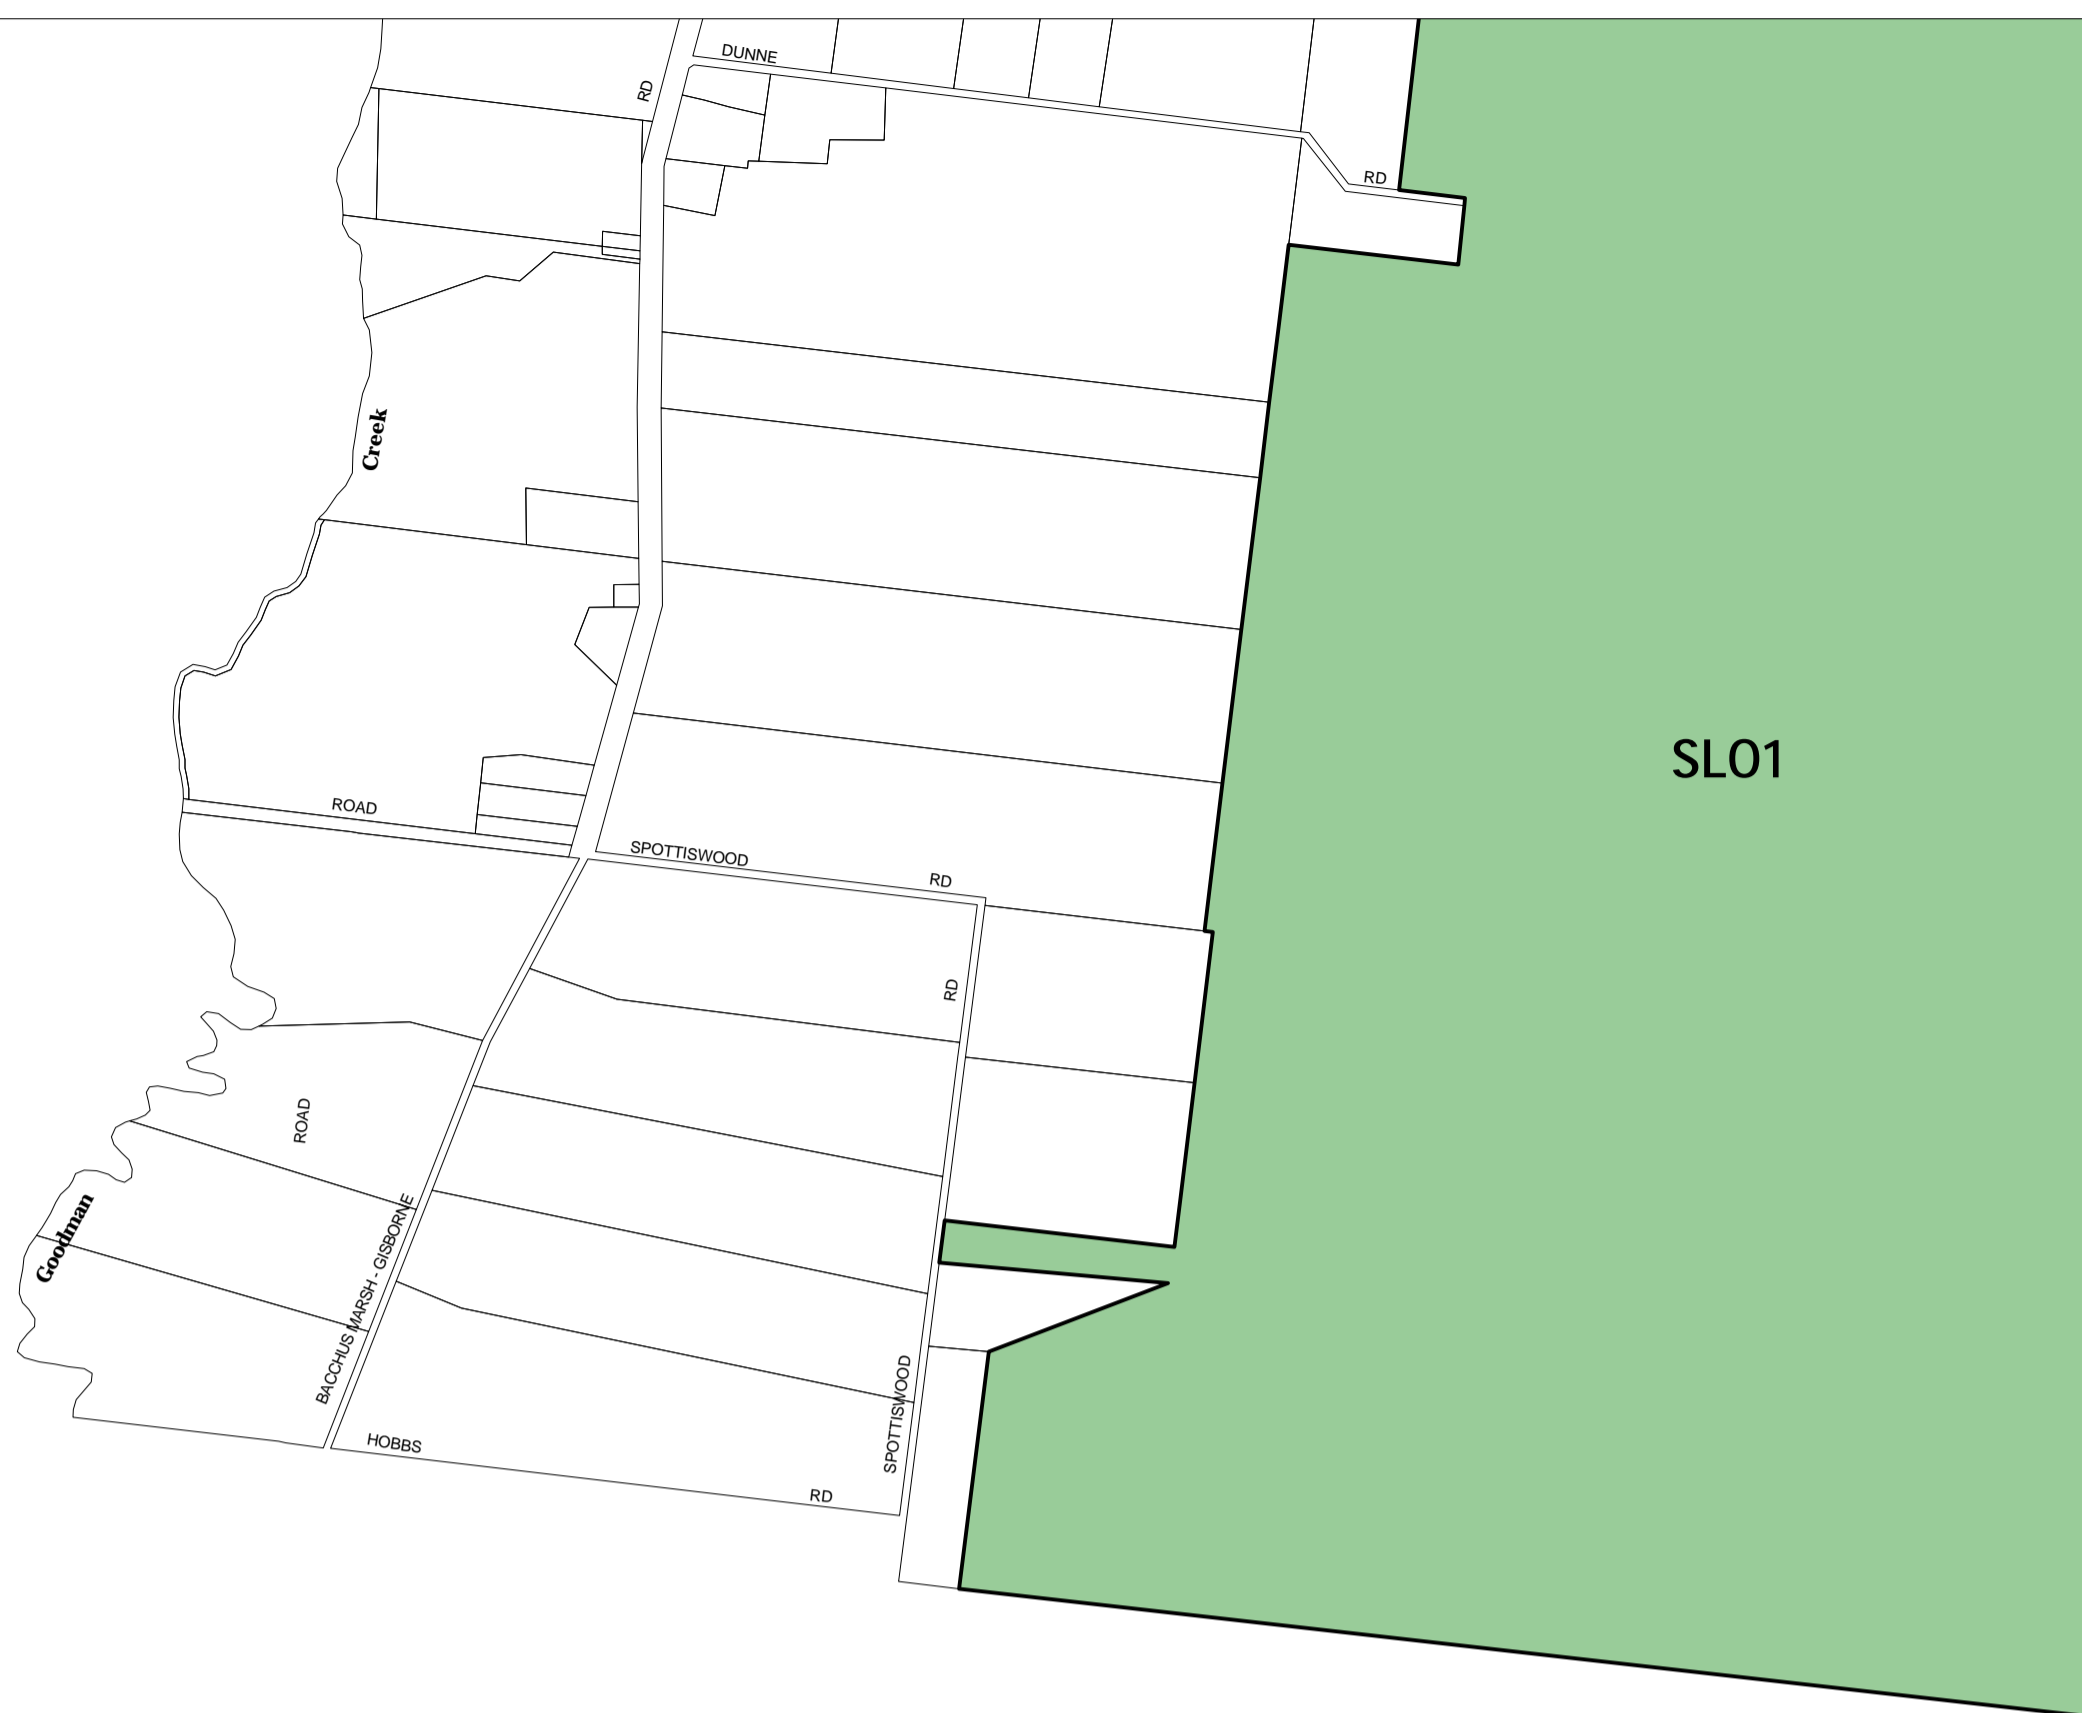 DUNNE
RD
RD
Creek
SLO1
ROAD
SPOTTISWOOD
RD
RD
ROAD
Goodman
BACCHUS MARSH - GISBORNE
SPOTTISWOOD
HOBBS
RD